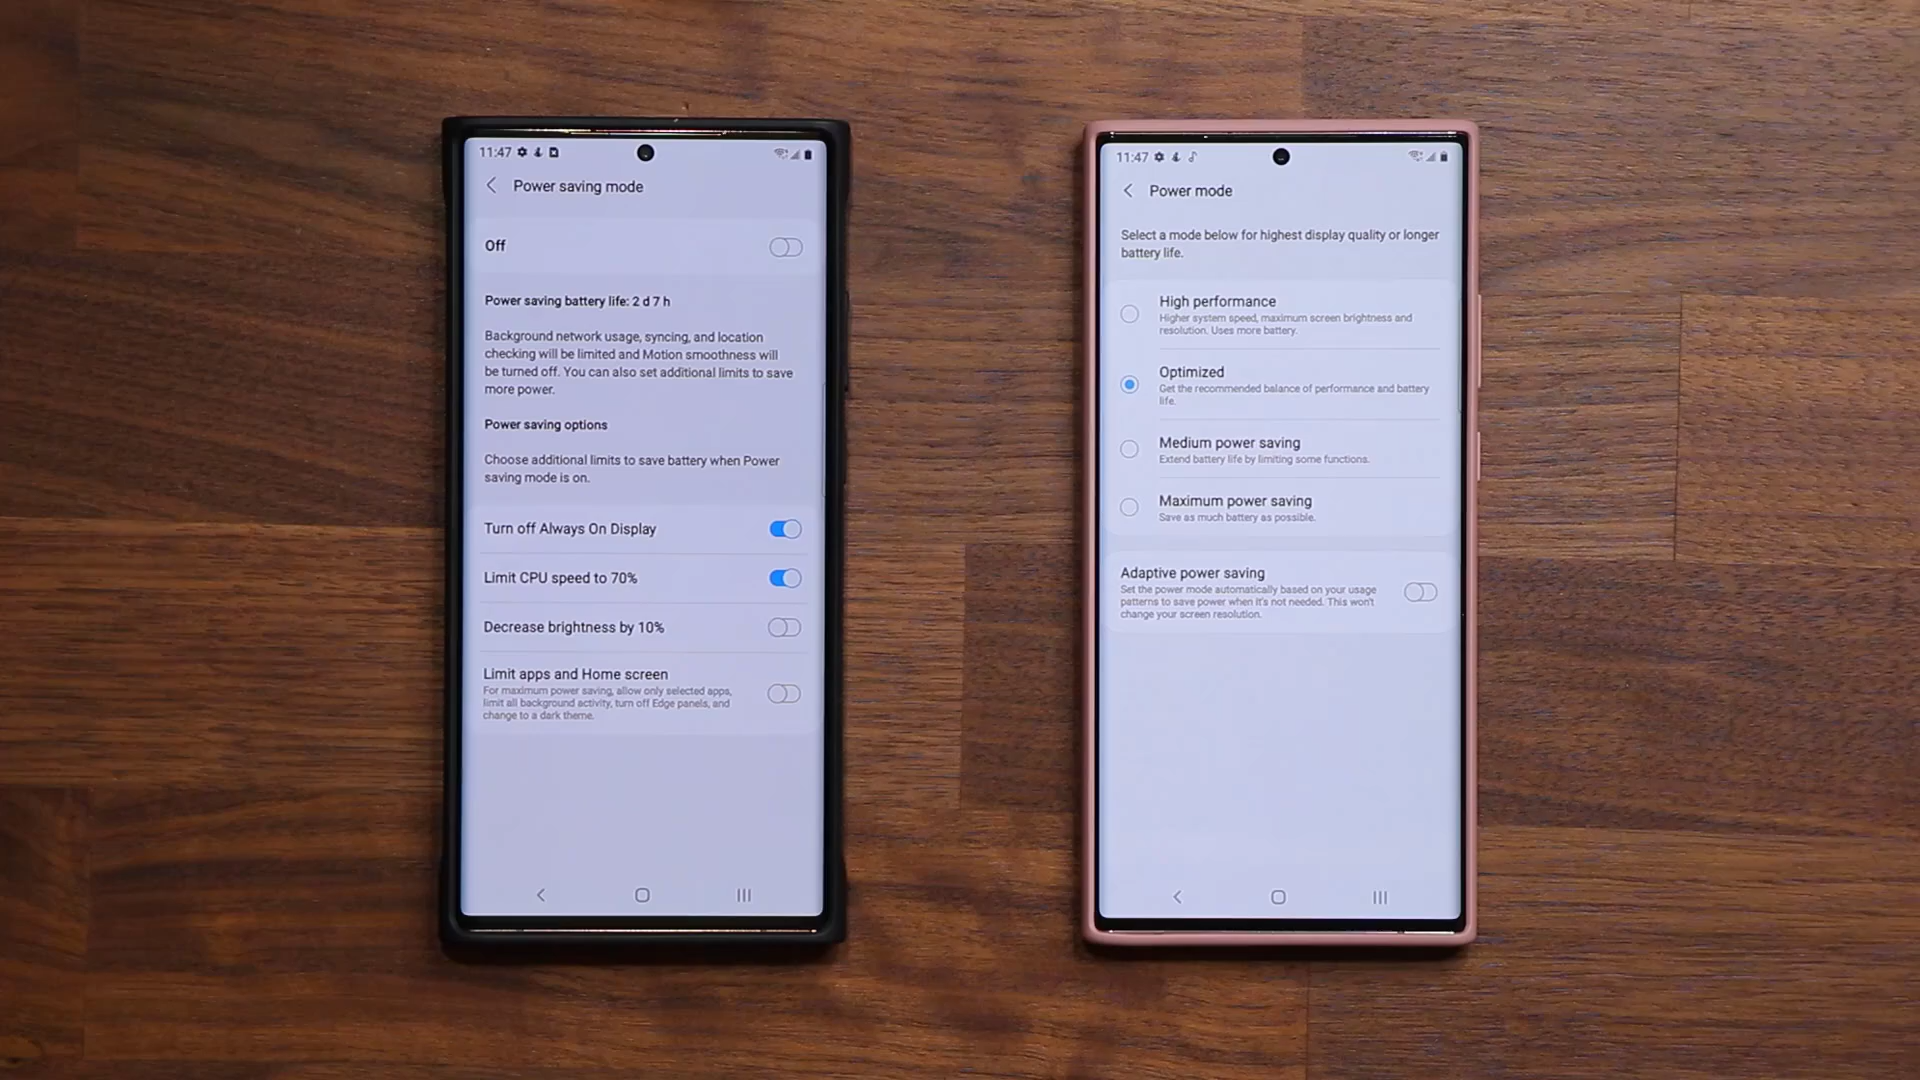 11:47
Power saving mode
Off
Power saving battery life: 2 d 7 h
Background network usage, syncing, and location
checking will be limited and Motion smoothness will
be turned off. You can also set additional limits to save
more power.
Power saving options
Choose additional limits to save battery when Power
saving mode is on.
Turn off Always On Display
Limit CPU speed to 70%
Decrease brightness by 10%
Limit apps and Home screen
For maximum power saving, allow only selected apps,
limit all background activity, turn off Edge panels, and
change to a dark theme.
11:47
Power mode
Select a mode below for highest display quality or longer
battery life.
High performance
Higher system speed, maximum screen brightness and
resolution. Uses more battery.
Optimized
Get the recommended balance of performance and battery
life.
Medium power saving
Extend battery life by limiting some functions.
Maximum power saving
Save as much battery as possible.
Adaptive power saving
Set the power mode automatically based on your usage
patterns to save power when it's not needed. This won't
change your screen resolution.